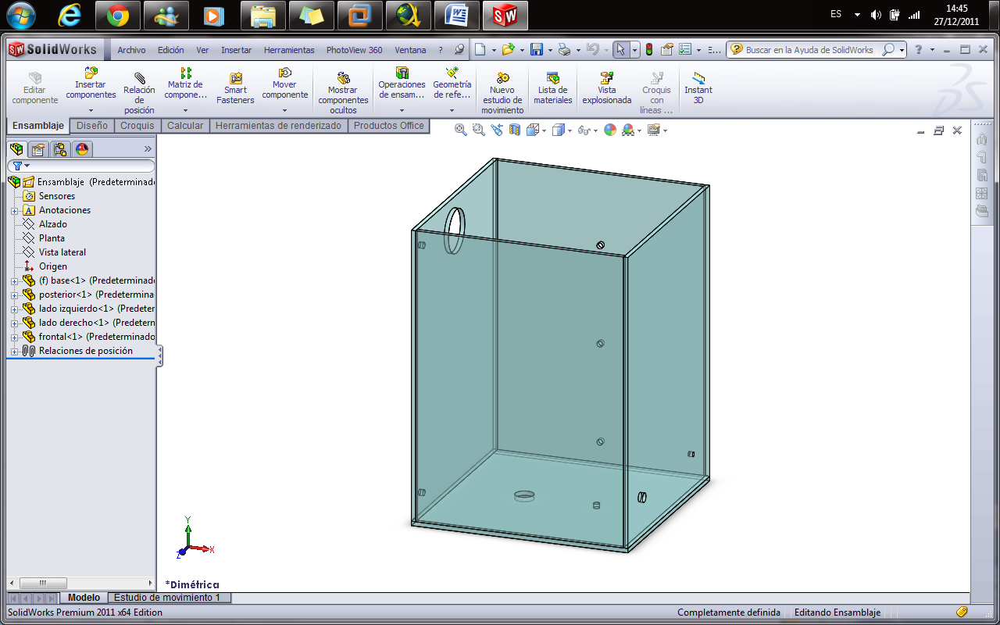 ES
14:45
27/12/2011
SolidWorks
Archivo Edición Ver Insertar Herramientas PhotoView 360 Ventana ?
E...
Buscar en la Ayuda de SolidWorks
?
Editar componente
Insertar componentes
Relación de posición
Matriz de compone...
Smart Fasteners
Mover componente
Mostrar componentes ocultos
Operaciones de ensam...
Geometría de refe...
Nuevo estudio de movimiento
Lista de materiales
Vista explosionada
Croquis con líneas ...
Instant 3D
Ensamblaje Diseño Croquis Calcular Herramientas de renderizado Productos Office
»
Ensamblaje (Predeterminad
Sensores
Anotaciones
Alzado
Planta
Vista lateral
Origen
(f) base<1> (Predeterminad
posterior<1> (Predetermina
lado izquierdo<1> (Predeter
lado derecho<1> (Predetern
frontal<1> (Predeterminado
Relaciones de posición
Y
X
Z
*Dimétrica
Modelo Estudio de movimiento 1
SolidWorks Premium 2011 x64 Edition
Completamente definida
Editando Ensamblaje